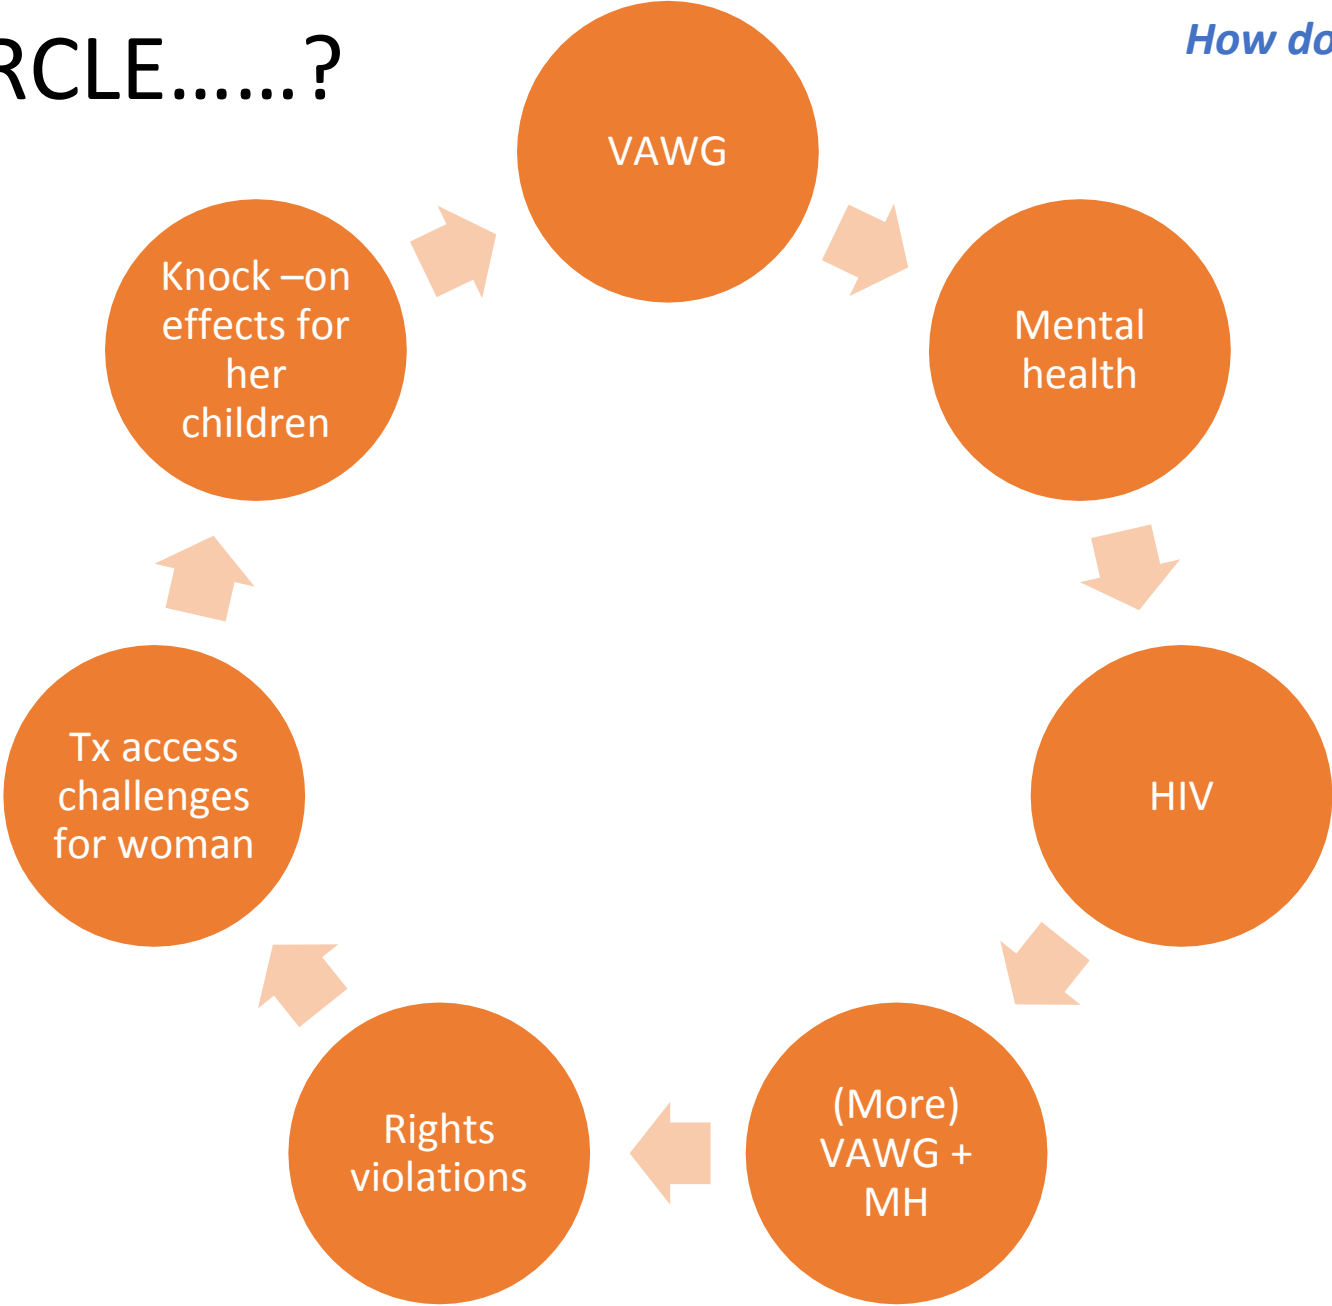 RCLE......?
How do
VAWG
Mental
health
HIV
(More)
VAWG +
MH
Rights
violations
Tx access
challenges
for woman
Knock –on
effects for
her
children